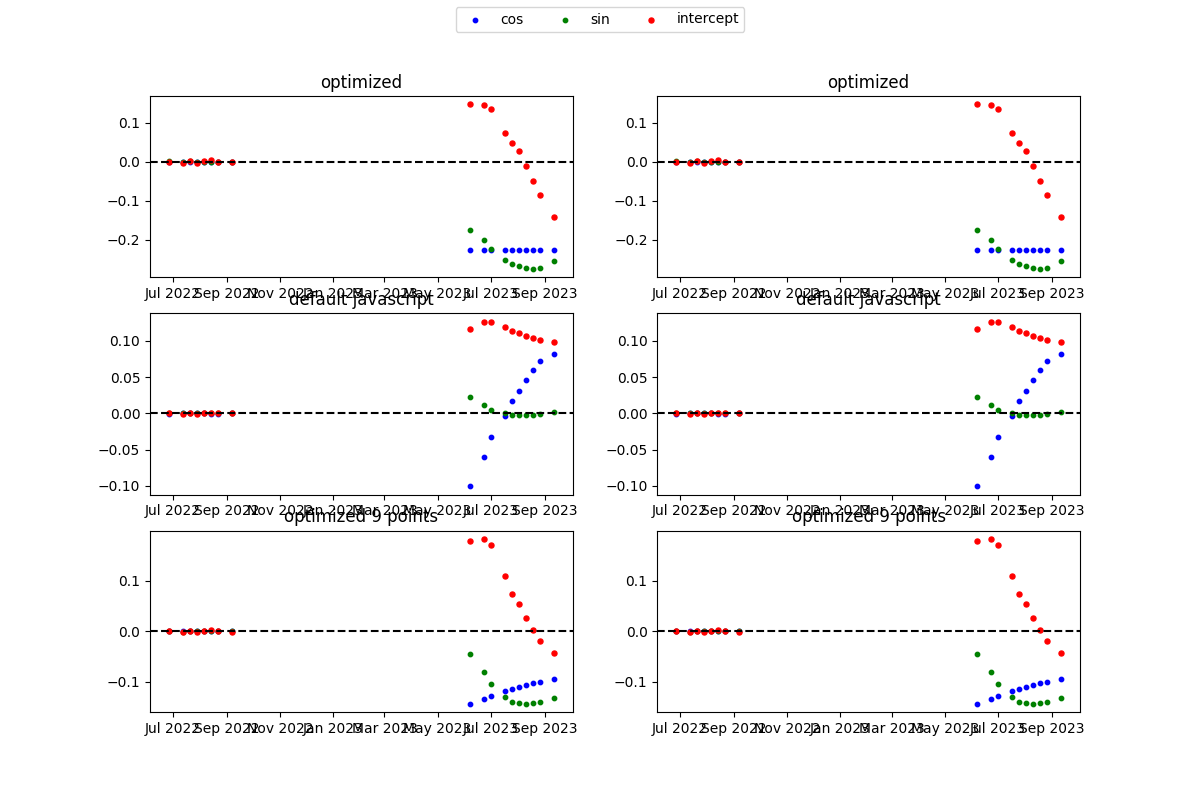 cos sin intercept
optimized optimized
0.1 0.1
0.0 0.0
−0.1 −0.1
−0.2 −0.2
Jul 2022 Sep 2022 Nov 2022 Jan 2023 Mar 2023 May 2023 Jul 2023 Sep 2023 Jul 2022 Sep 2022 Nov 2022 Jan 2023 Mar 2023 May 2023 Jul 2023 Sep 2023
default javascript default javascript
0.10 0.10
0.05 0.05
0.00 0.00
−0.05 −0.05
−0.10 −0.10
Jul 2022 Sep 2022 Nov 2022 Jan 2023 Mar 2023 May 2023 Jul 2023 Sep 2023 Jul 2022 Sep 2022 Nov 2022 Jan 2023 Mar 2023 May 2023 Jul 2023 Sep 2023
optimized 9 points optimized 9 points
0.1 0.1
0.0 0.0
−0.1 −0.1
Jul 2022 Sep 2022 Nov 2022 Jan 2023 Mar 2023 May 2023 Jul 2023 Sep 2023 Jul 2022 Sep 2022 Nov 2022 Jan 2023 Mar 2023 May 2023 Jul 2023 Sep 2023